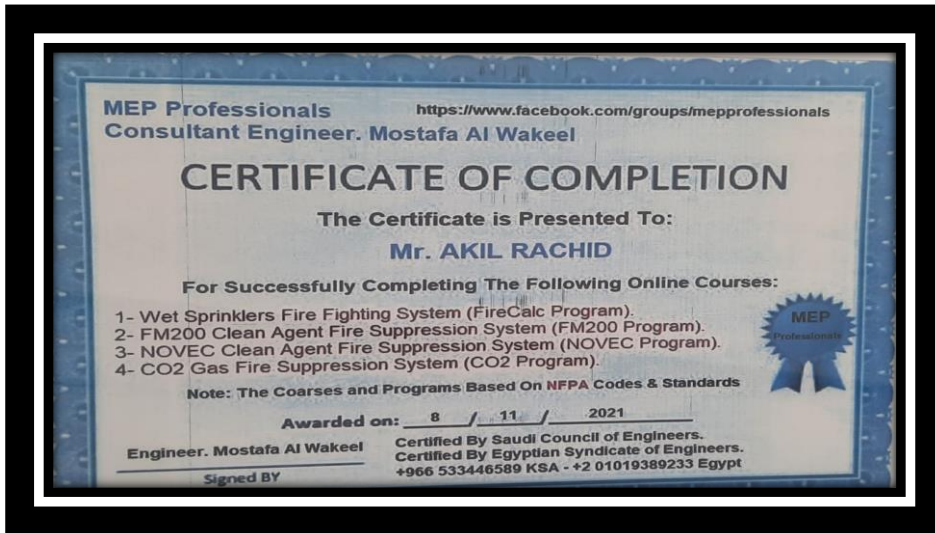 MEP Professionals
https://www.facebook.com/groups/mepprofessionals
Consultant Engineer. Mostafa Al Wakeel
CERTIFICATE OF COMPLETION
The Certificate is Presented To:
Mr. AKIL RACHID
For Successfully Completing The Following Online Courses:
1- Wet Sprinklers Fire Fighting System (FireCalc Program).
2- FM200 Clean Agent Fire Suppression System (FM200 Program).
3- NOVEC Clean Agent Fire Suppression System (NOVEC Program).
4- CO2 Gas Fire Suppression System (CO2 Program).
MEP
Professionals
Note: The Coarses and Programs Based On NFPA Codes & Standards
Awarded on: 8 / 11 / 2021
Engineer. Mostafa Al Wakeel
Signed BY
Certified By Saudi Council of Engineers.
Certified By Egyptian Syndicate of Engineers.
+966 533446589 KSA - +2 01019389233 Egypt